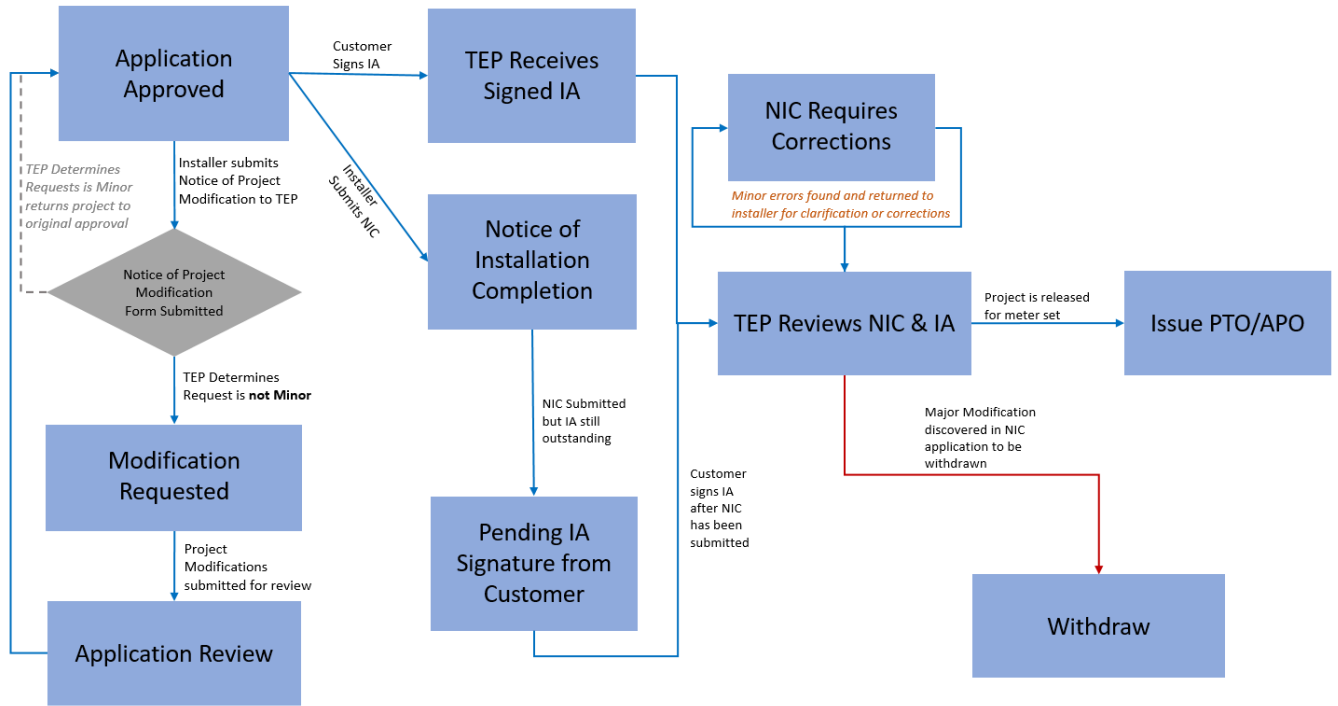 Application
Approved
Customer
Signs IA
TEP Receives
Signed IA
NIC Requires
Corrections
Minor errors found and returned to
installer for clarification or corrections
TEP Determines
Requests is Minor
returns project to
original approval
Installer submits
Notice of Project
Modification to TEP
Installer
Submits NIC
Notice of
Installation
Completion
Notice of Project
Modification
Form Submitted
TEP Reviews NIC & IA
Project is released
for meter set
Issue PTO/APO
TEP Determines
Request is not Minor
NIC Submitted
but IA still
outstanding
Major Modification
discovered in NIC
application to be
withdrawn
Modification
Requested
Customer
signs IA
after NIC
has been
submitted
Pending IA
Signature from
Customer
Project
Modifications
submitted for review
Application Review
Withdraw